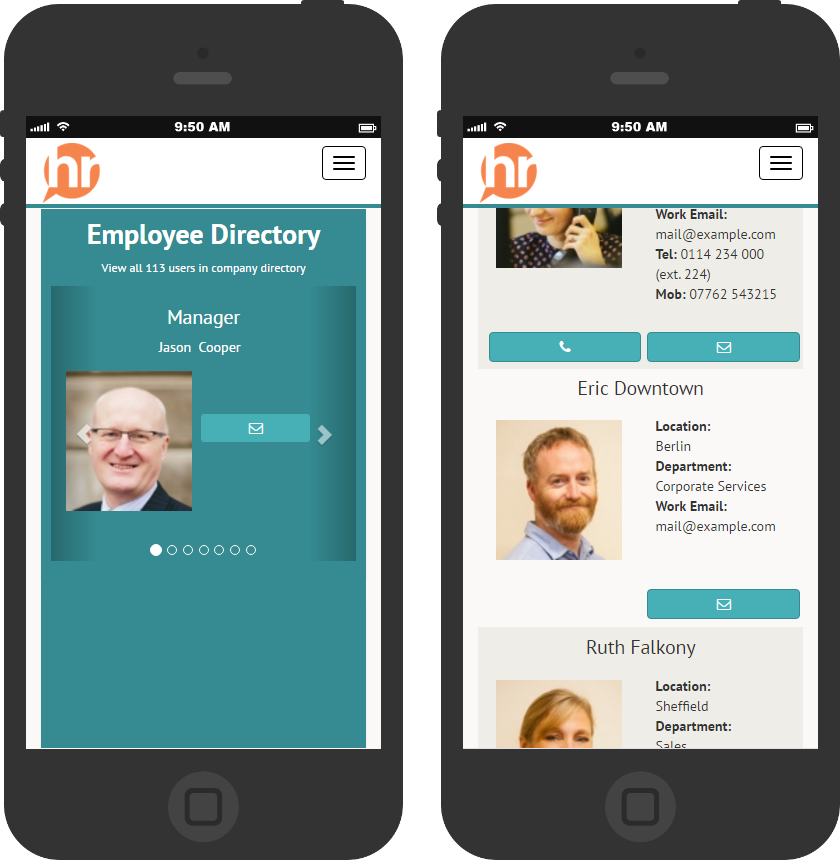 9:50 AM
hr
Employee Directory
View all 113 users in company directory
Manager
Jason Cooper
9:50 AM
hr
Work Email:
mail@example.com
Tel: 0114 234 000
(ext. 224)
Mob: 07762 543215
Eric Downtown
Location:
Berlin
Department:
Corporate Services
Work Email:
mail@example.com
Ruth Falkony
Location:
Sheffield
Department:
Sales